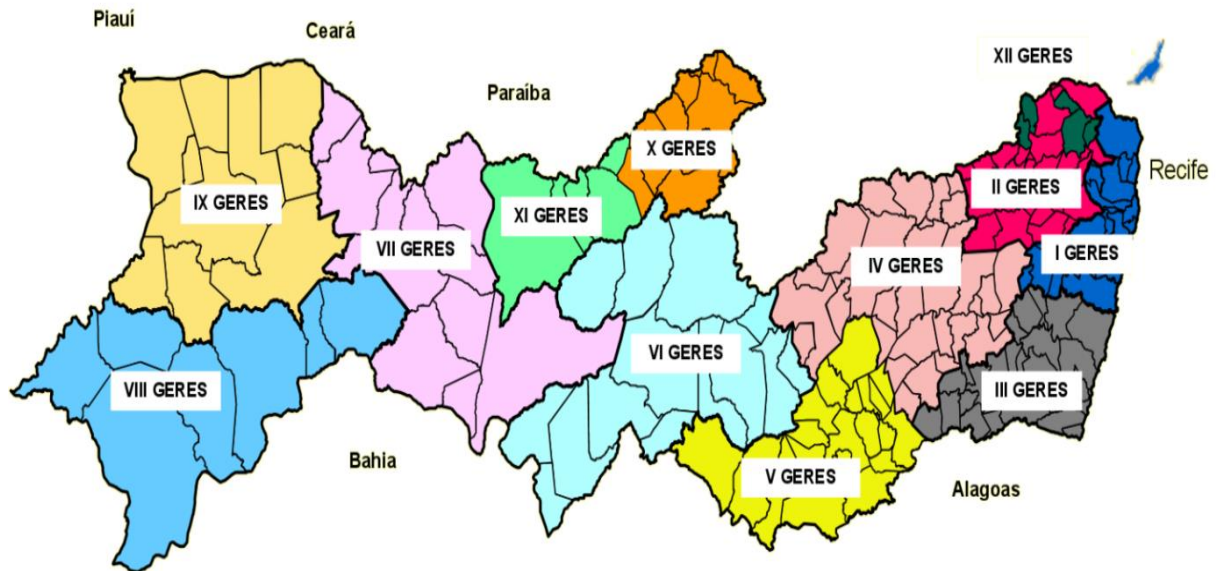 Piauí
Ceará
XII GERES
Paraíba
X GERES
Recife
II GERES
IX GERES
XI GERES
VII GERES
I GERES
IV GERES
VI GERES
VIII GERES
III GERES
Bahia
V GERES
Alagoas